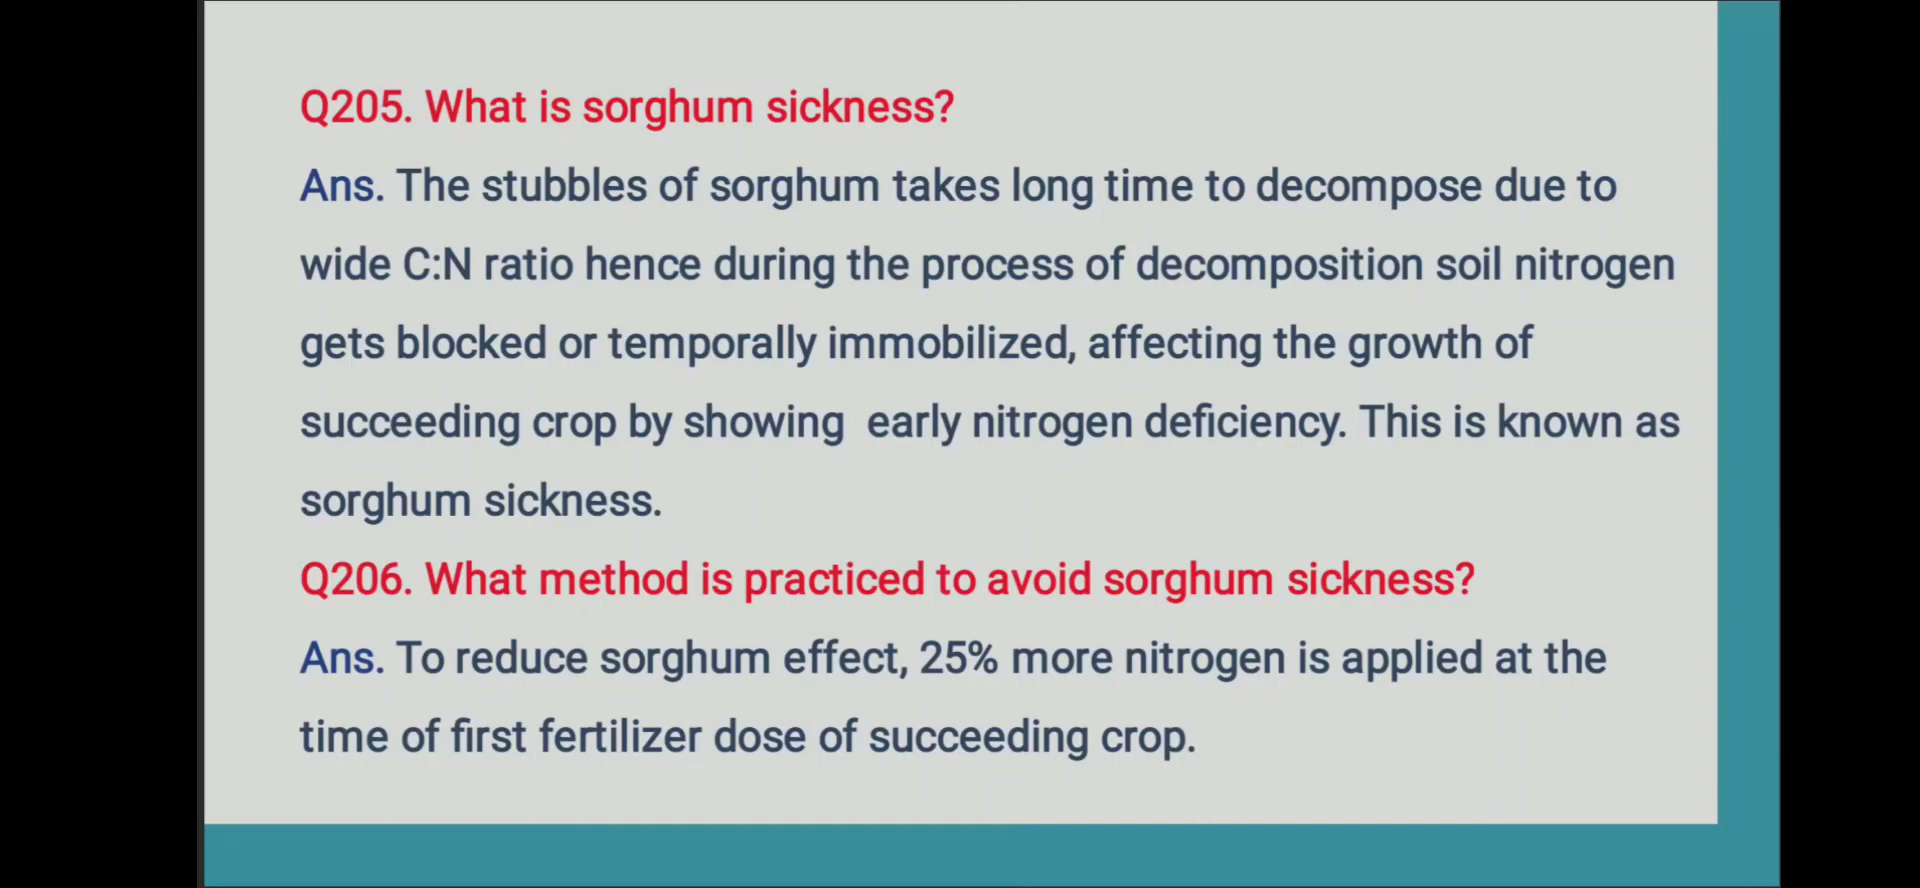 Q205. What is sorghum sickness?
Ans. The stubbles of sorghum takes long time to decompose due to
wide C:N ratio hence during the process of decomposition soil nitrogen
gets blocked or temporally immobilized, affecting the growth of
succeeding crop by showing  early nitrogen deficiency. This is known as
sorghum sickness.
Q206. What method is practiced to avoid sorghum sickness?
Ans. To reduce sorghum effect, 25% more nitrogen is applied at the
time of first fertilizer dose of succeeding crop.